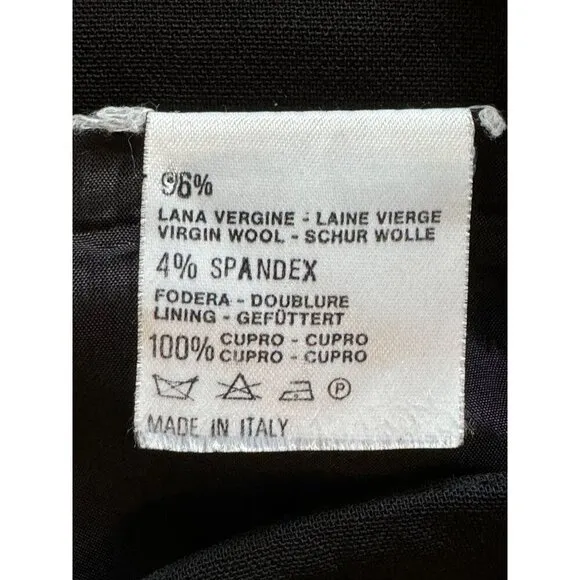 96%
LANA VERGINE - LAINE VIERGE
VIRGIN WOOL - SCHUR WOLLE
4% SPANDEX
FODERA - DOUBLURE
LINING - GEFÜTTERT
100% CUPRO - CUPRO
CUPRO - CUPRO
P
MADE IN ITALY